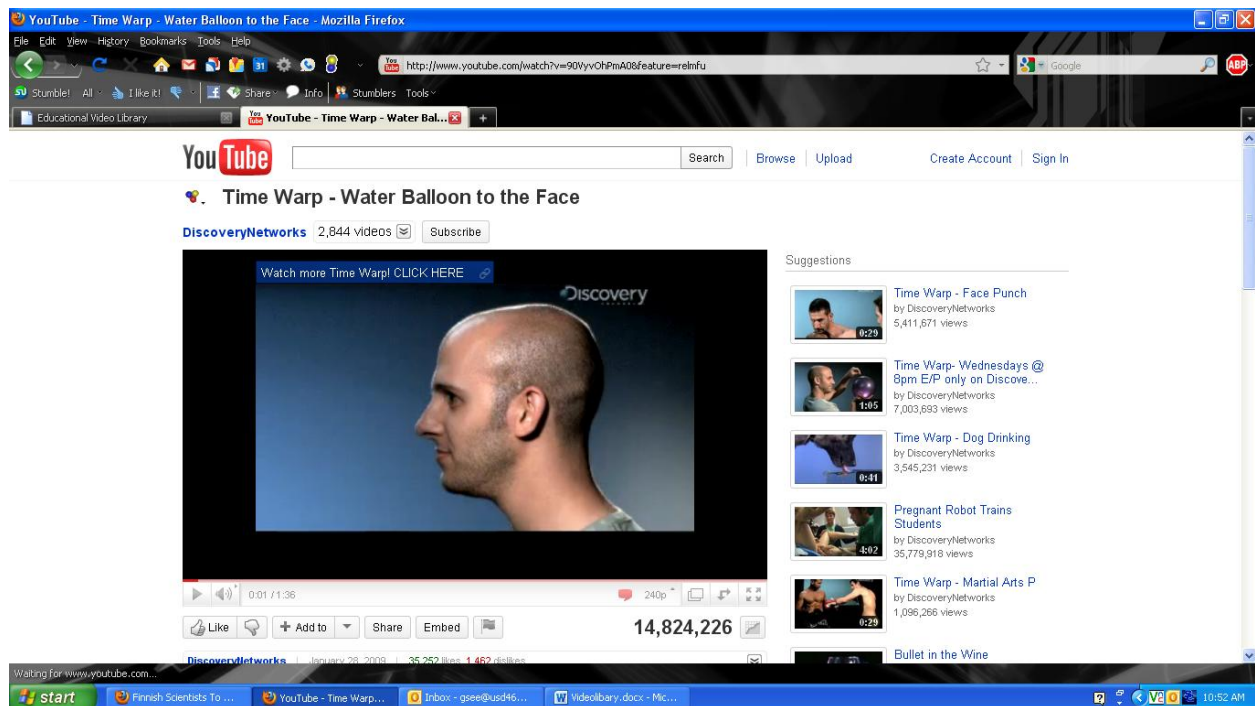 YouTube - Time Warp - Water Balloon to the Face - Mozilla Firefox
File Edit View History Bookmarks Tools Help
http://www.youtube.com/watch?v=90VyvOhPmA0&feature=relmfu
Google
ABP
Stumble! All I like it! Share Info Stumblers Tools
Educational Video Library
YouTube - Time Warp - Water Bal...
YouTube
Search
Browse
Upload
Create Account
Sign In
Time Warp - Water Balloon to the Face
DiscoveryNetworks 2,844 videos Subscribe
Watch more Time Warp! CLICK HERE
Discovery
Suggestions
Time Warp - Face Punch
by DiscoveryNetworks
5,411,671 views
0:29
Time Warp- Wednesdays @
8pm E/P only on Discove...
by DiscoveryNetworks
7,003,693 views
1:05
Time Warp - Dog Drinking
by DiscoveryNetworks
3,545,231 views
0:41
Pregnant Robot Trains
Students
by DiscoveryNetworks
35,779,918 views
4:02
Time Warp - Martial Arts P
by DiscoveryNetworks
1,096,266 views
0:29
Bullet in the Wine
0:01 / 1:36
240p
Like
Add to
Share
Embed
14,824,226
DiscoveryNetworks January 28, 2009 35,252 likes, 1,462 dislikes
Waiting for www.youtube.com...
start
Finnish Scientists To ...
YouTube - Time Warp...
Inbox - gsee@usd46...
Videolibary.docx - Mic...
10:52 AM